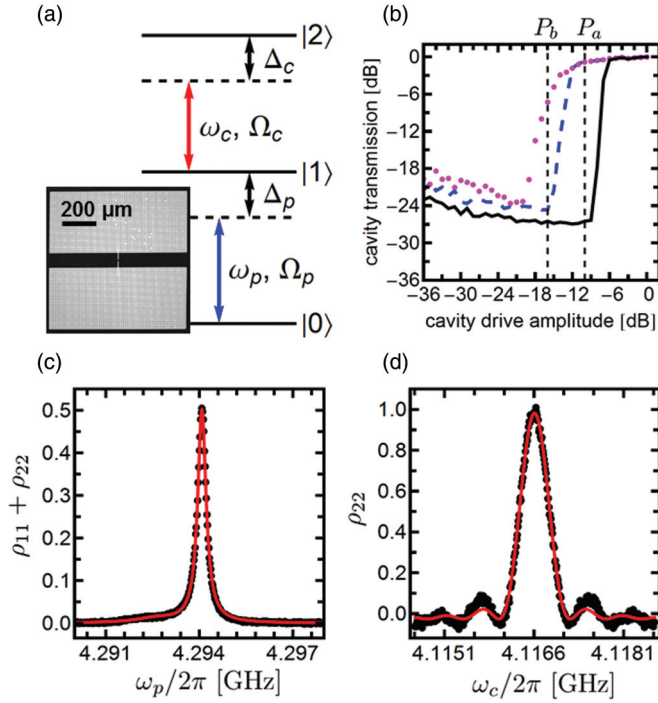 (a)
|2⟩
Δc
ωc, Ωc
|1⟩
Δp
200 μm
ωp, Ωp
|0⟩
(b)
Pb Pa
0
−6
−12
−18
−24
−30
−36
cavity transmission [dB]
−36 −30 −24 −18 −12 −6 0
cavity drive amplitude [dB]
(c)
0.5
0.4
0.3
0.2
0.1
0.0
ρ11 + ρ22
4.291 4.294 4.297
ωp/2π [GHz]
(d)
1.0
0.8
0.6
0.4
0.2
0.0
ρ22
4.1151 4.1166 4.1181
ωc/2π [GHz]